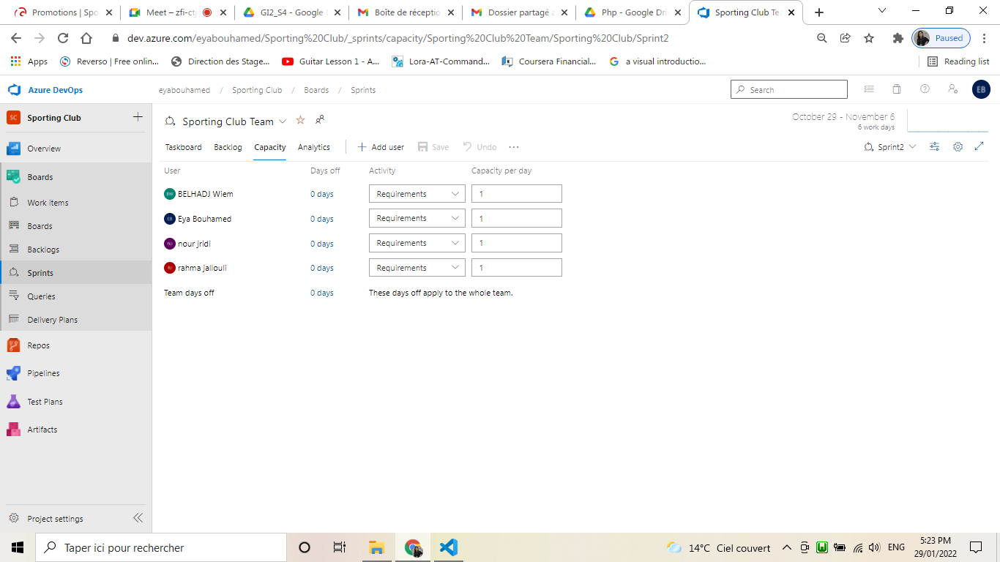 Promotions | Spo
Meet – zfi-ctj
GI2_S4 - Google
Boîte de réceptio
Dossier partagé a
Php - Google Dri
Sporting Club Tea
dev.azure.com/eyabouhamed/Sporting%20Club/_sprints/capacity/Sporting%20Club%20Team/Sporting%20Club/Sprint2
Paused
Apps
Reverso | Free onlin...
Direction des Stage...
Guitar Lesson 1 - A...
Lora-AT-Command...
Coursera Financial...
a visual introductio...
Reading list
Azure DevOps
eyabouhamed / Sporting Club / Boards / Sprints
Search
EB
SC Sporting Club
Overview
Boards
Work items
Boards
Backlogs
Sprints
Queries
Delivery Plans
Repos
Pipelines
Test Plans
Artifacts
Project settings
Sporting Club Team
October 29 - November 6
6 work days
Taskboard Backlog Capacity Analytics
Add user Save Undo
Sprint2
User Days off Activity Capacity per day
BW BELHADJ Wiem 0 days Requirements 1
EB Eya Bouhamed 0 days Requirements 1
NJ nour jridi 0 days Requirements 1
RJ rahma jallouli 0 days Requirements 1
Team days off 0 days These days off apply to the whole team.
Taper ici pour rechercher
14°C Ciel couvert
ENG
5:23 PM
29/01/2022